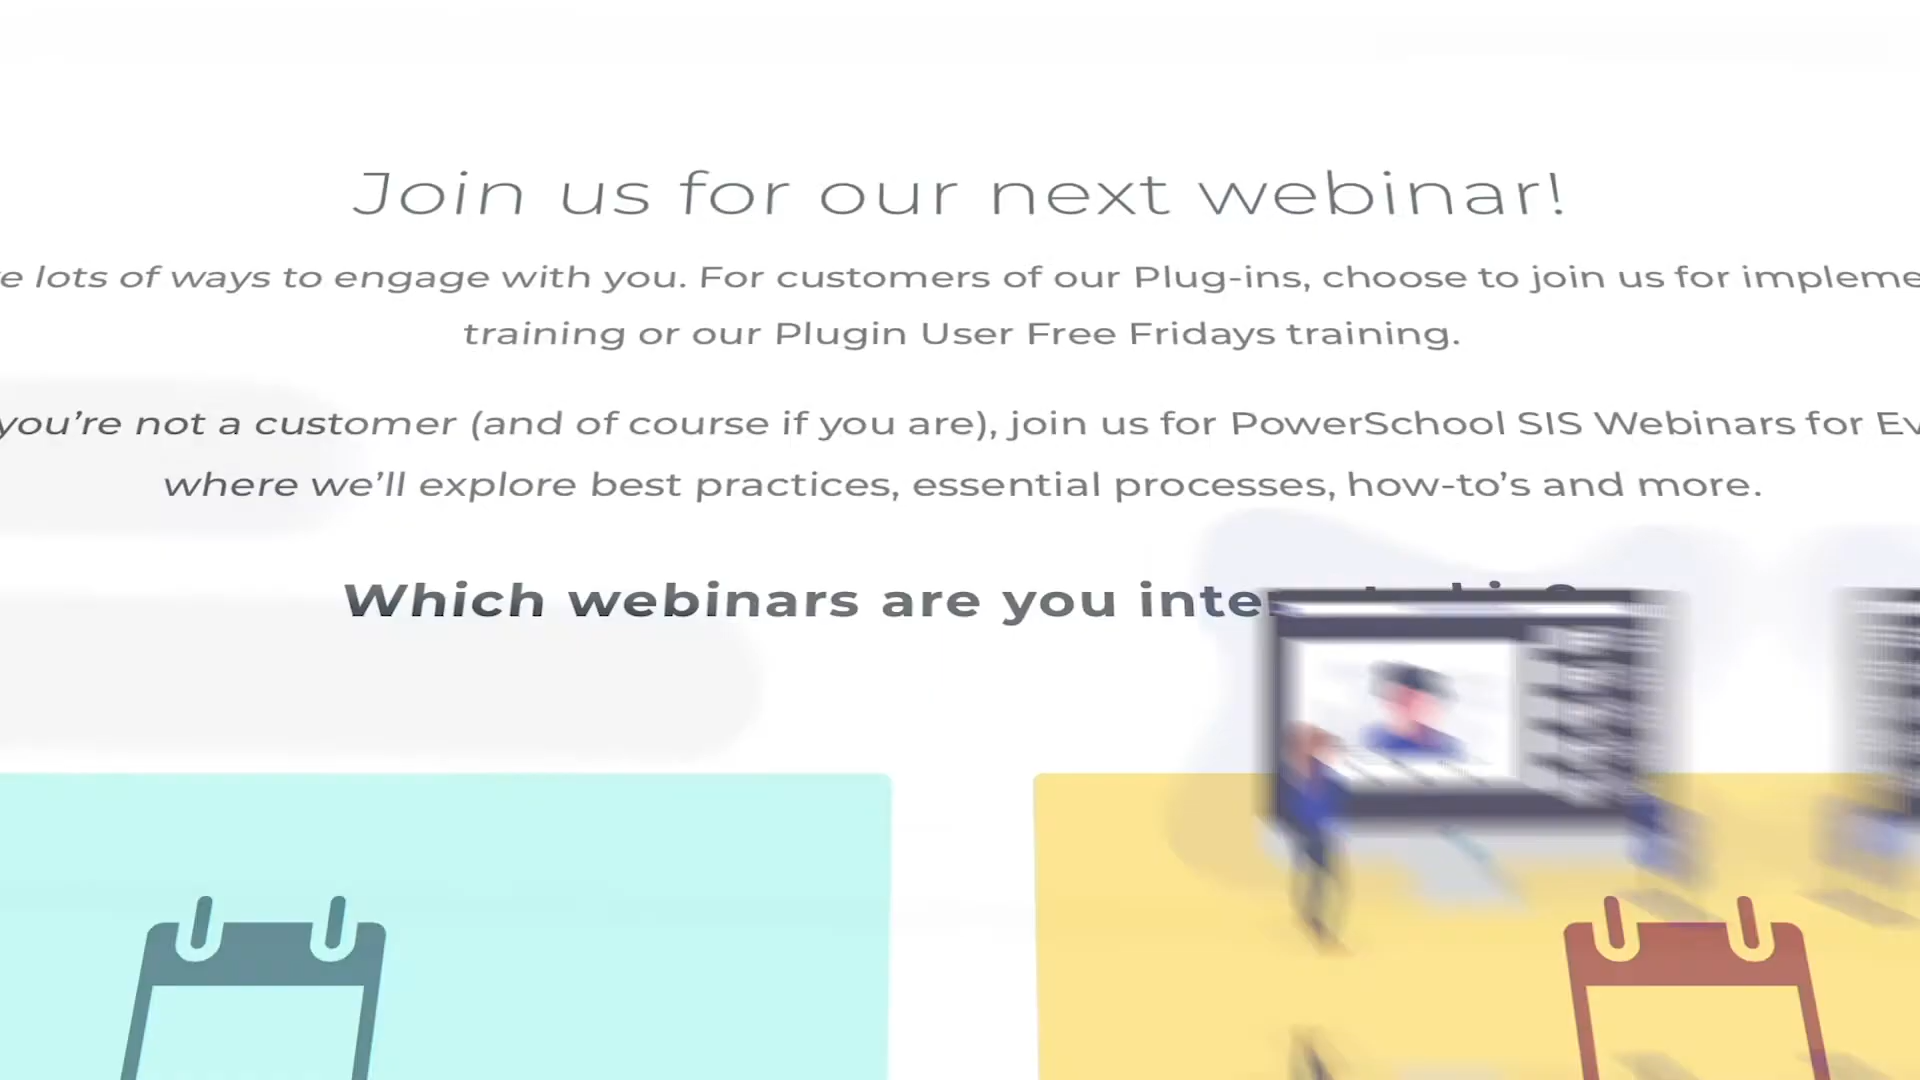 Join us for our next webinar!
lots of ways to engage with you. For customers of our Plug-ins, choose to join us for
training or our Plugin User Free Fridays training.
you’re not a customer (and of course if you are), join us for PowerSchool SIS Webinars for
where we’ll explore best practices, essential processes, how-to’s and more.
Which webinars are you